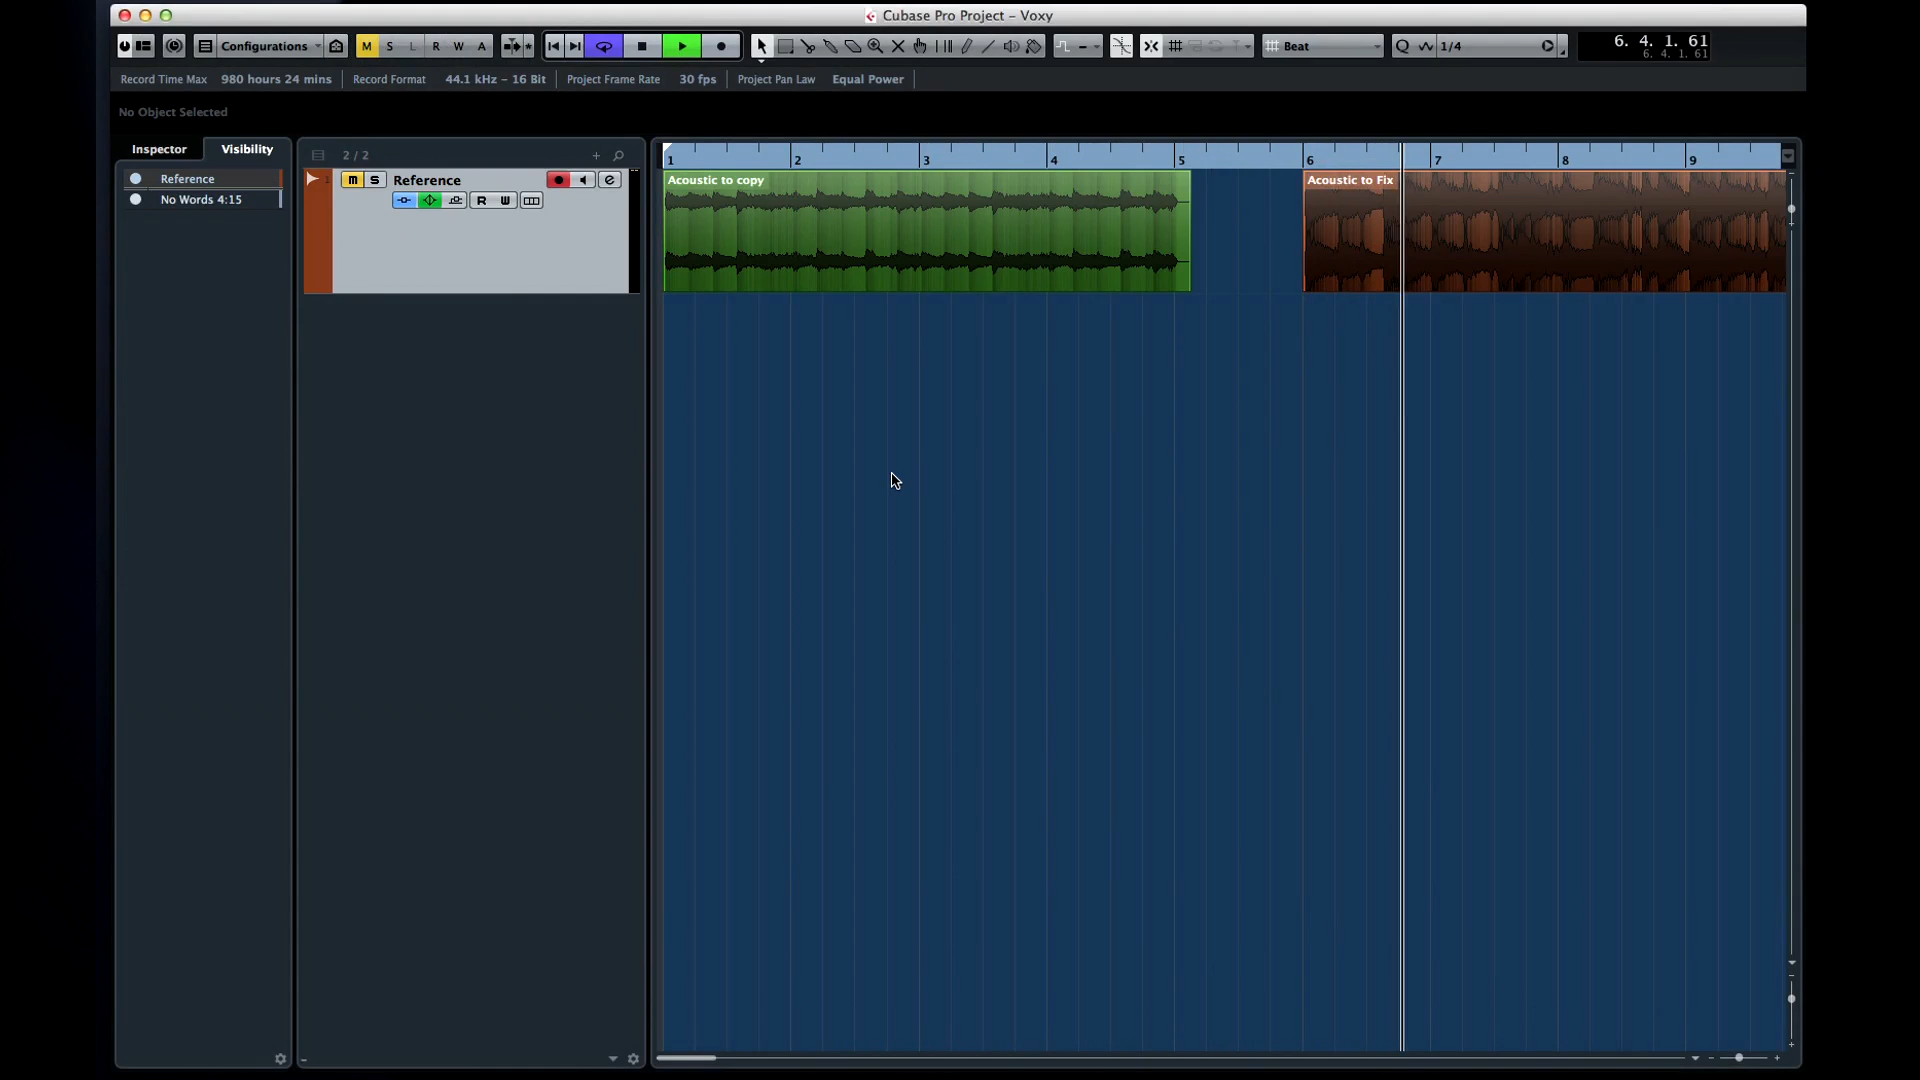 Cubase Pro Project – Voxy
Configurations M S L R W A Beat Q 1/4 6. 4. 1. 61
6. 4. 1. 61
Record Time Max 980 hours 24 mins Record Format 44.1 kHz – 16 Bit Project Frame Rate 30 fps Project Pan Law Equal Power
No Object Selected
Inspector Visibility
Reference
No Words 4:15
2 / 2
1 m S Reference e
R W
1 2 3 4 5 6 7 8 9
Acoustic to copy
Acoustic to Fix